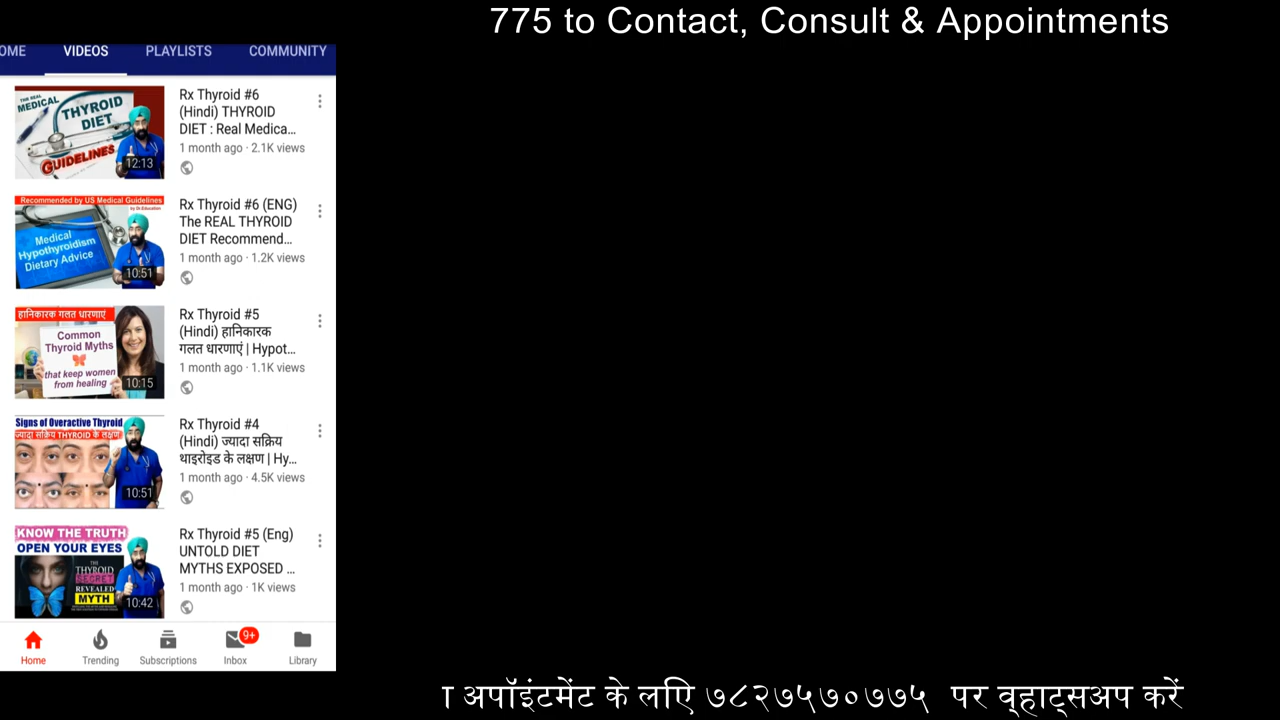 775 to Contact, Consult & Appointments
OME VIDEOS PLAYLISTS COMMUNITY
THE REAL
MEDICAL
THYROID
DIET
GUIDELINES
12:13
Rx Thyroid #6
(Hindi) THYROID
DIET : Real Medica...
1 month ago · 2.1K views
Recommended by US Medical Guidelines
Medical
Hypothyroidism
Dietary Advice
10:51
Rx Thyroid #6 (ENG)
The REAL THYROID
DIET Recommend...
1 month ago · 1.2K views
हानिकारक गलत धारणाएं
Common
Thyroid Myths
that keep women
from healing
10:15
Rx Thyroid #5
(Hindi) हानिकारक
गलत धारणाएं | Hypot...
1 month ago · 1.1K views
Signs of Overactive Thyroid
ज्यादा सक्रिय THYROID के लक्षण
10:51
Rx Thyroid #4
(Hindi) ज्यादा सक्रिय
थाइरोइड के लक्षण | Hy...
1 month ago · 4.5K views
KNOW THE TRUTH
OPEN YOUR EYES
THE
THYROID
SECRET
REVEALED
MYTH
10:42
Rx Thyroid #5 (Eng)
UNTOLD DIET
MYTHS EXPOSED ...
1 month ago · 1K views
9+
Home Trending Subscriptions Inbox Library
ा अपॉइंटमेंट के लिए ७८२७५७०७७५ पर व्हाट्सअप करें